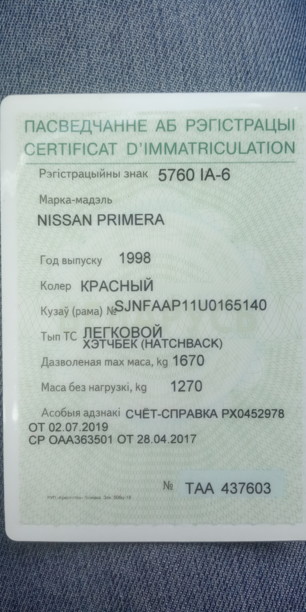 ПАСВЕДЧАННЕ АБ РЭГІСТРАЦЫІ
CERTIFICAT D'IMMATRICULATION
Рэгістрацыйны знак 5760 IA-6
Марка-мадэль
NISSAN PRIMERA
Год выпуску 1998
Колер КРАСНЫЙ
Кузаў (рама) № SJNFAAP11U0165140
Тып ТС ЛЕГКОВОЙ
ХЭТЧБЕК (HATCHBACK)
Дазволеная max маса, kg 1670
Маса без нагрузкі, kg 1270
Асобыя адзнакі СЧЁТ-СПРАВКА РХ0452978
ОТ 02.07.2019
СР ОАА363501 ОТ 28.04.2017
№ ТАА 437603